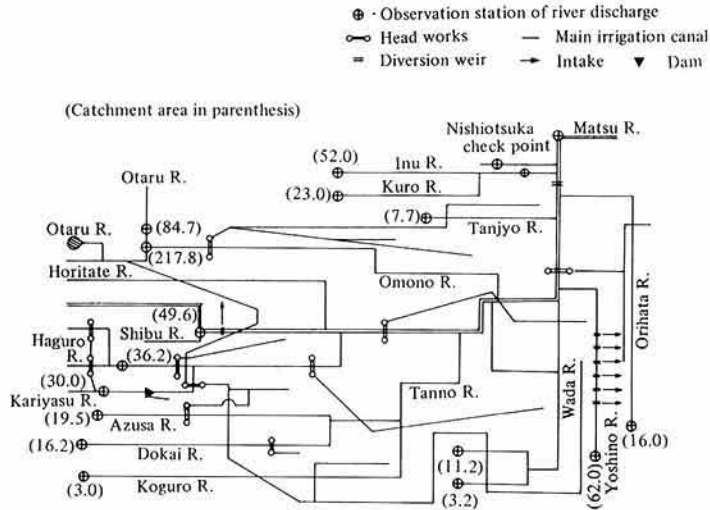 · Observation station of river discharge
Head works
Main irrigation canal
Diversion weir
Intake
Dam
(Catchment area in parenthesis)
Nishiotsuka
check point
Matsu R.
(52.0)
Inu R.
Otaru R.
(23.0)
Kuro R.
(84.7)
(7.7)
Otaru R.
Tanjyo R.
(217.8)
Horitate R.
Omono R.
Orihata R.
(49.6)
Haguro
R.
Shibu R.
(36.2)
(30.0)
Kariyasu R.
Tanno R.
Wada R.
Yoshino R.
(19.5)
Azusa R.
(16.0)
(16.2)
Dokai R.
(11.2)
(3.0)
Koguro R.
(3.2)
(62.0)